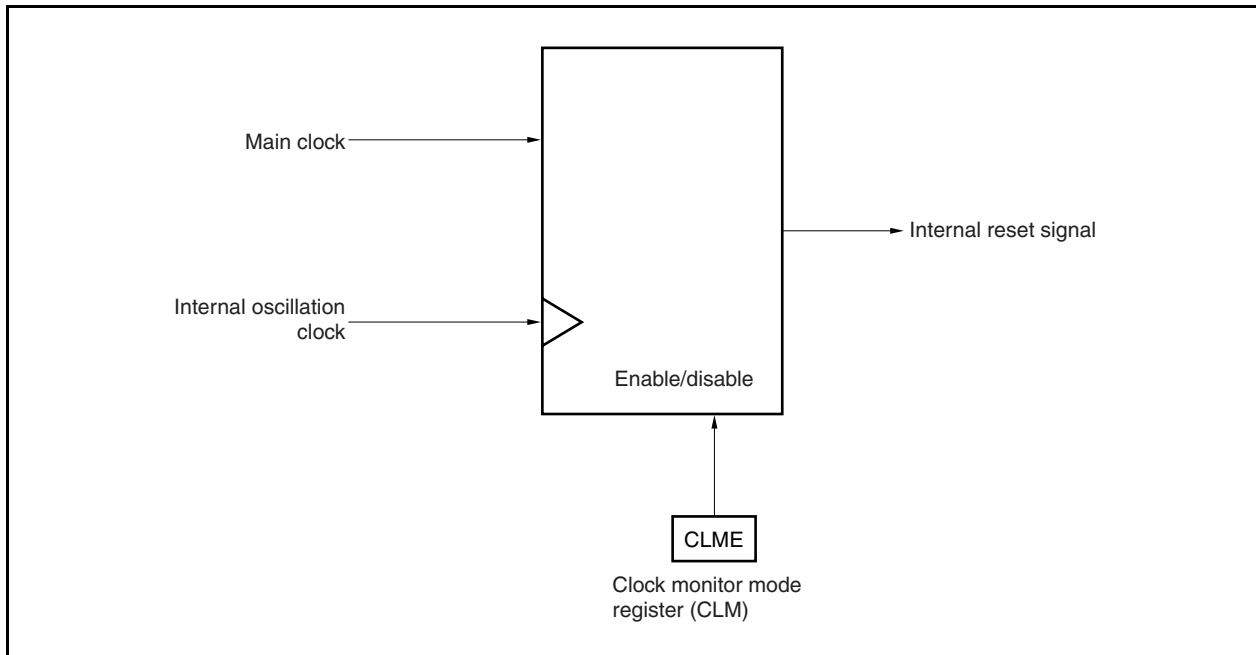 Main clock
Internal reset signal
Internal oscillation
clock
Enable/disable
CLME
Clock monitor mode
register (CLM)